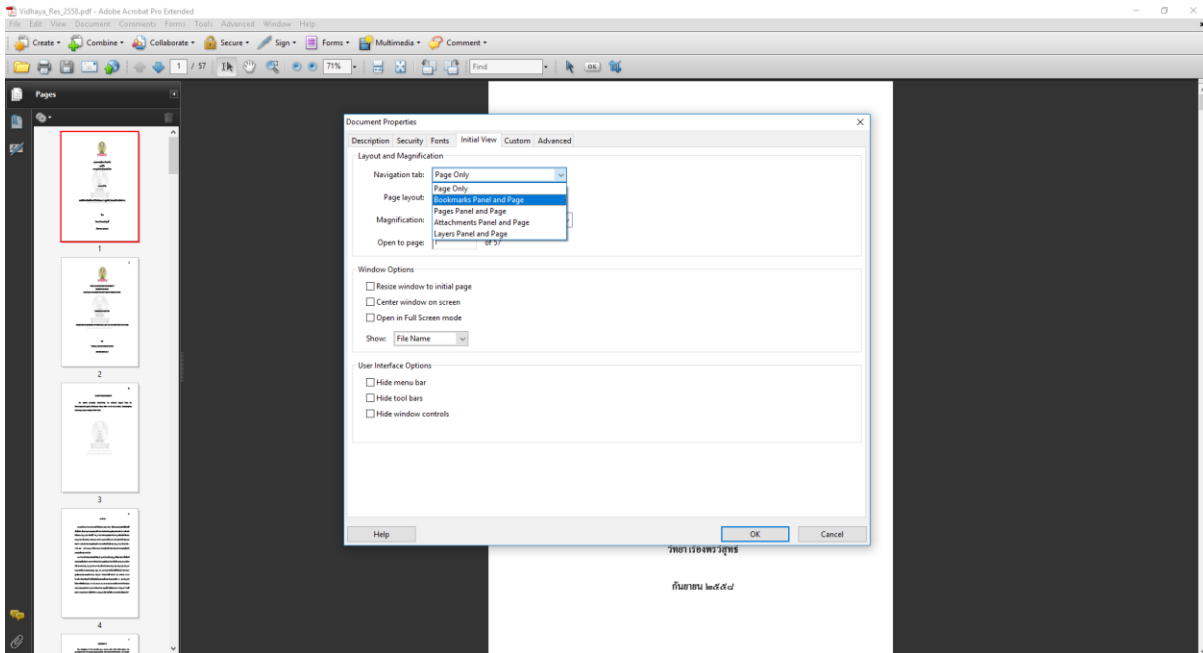 Vidhaya_Res_2558.pdf - Adobe Acrobat Pro Extended
File Edit View Document Comments Forms Tools Advanced Window Help
Create Combine Collaborate Secure Sign Forms Multimedia Comment
1 / 57 71% Find OK
Pages
1
2
3
4
Document Properties
Description Security Fonts Initial View Custom Advanced
Layout and Magnification
Navigation tab: Page Only
Page Only
Page layout: Bookmarks Panel and Page
Pages Panel and Page
Magnification: Attachments Panel and Page
Layers Panel and Page
Open to page: of 57
Window Options
Resize window to initial page
Center window on screen
Open in Full Screen mode
Show: File Name
User Interface Options
Hide menu bar
Hide tool bars
Hide window controls
Help OK Cancel
วิทยา เรืองพรวิสุทธิ์
กันยายน ๒๕๕๘